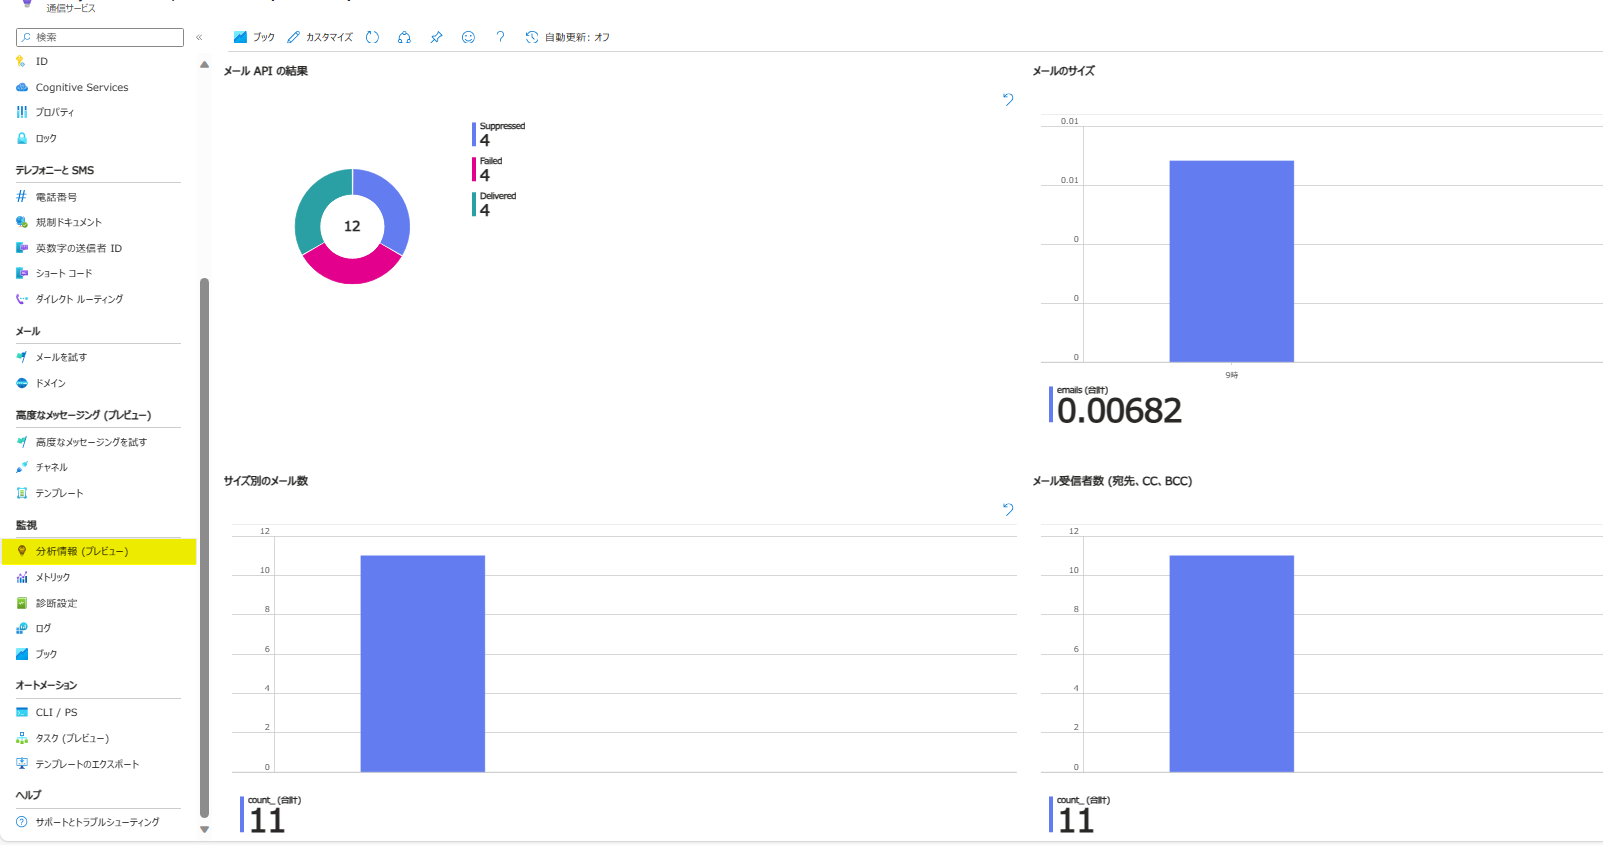 通信サービス
検索
«
ID
Cognitive Services
プロパティ
ロック
テレフォニーと SMS
電話番号
規制ドキュメント
英数字の送信者 ID
ショート コード
ダイレクト ルーティング
メール
メールを試す
ドメイン
高度なメッセージング (プレビュー)
高度なメッセージングを試す
チャネル
テンプレート
監視
分析情報 (プレビュー)
メトリック
診断設定
ログ
ブック
オートメーション
CLI / PS
タスク (プレビュー)
テンプレートのエクスポート
ヘルプ
サポートとトラブルシューティング
ブック カスタマイズ 自動更新: オフ
メール API の結果
Suppressed
4
Failed
4
Delivered
4
12
メールのサイズ
0.01
0.01
0
0
0
9時
emails (合計)
0.00682
サイズ別のメール数
12
10
8
6
4
2
0
count_ (合計)
11
メール受信者数 (宛先、CC、BCC)
12
10
8
6
4
2
0
count_ (合計)
11